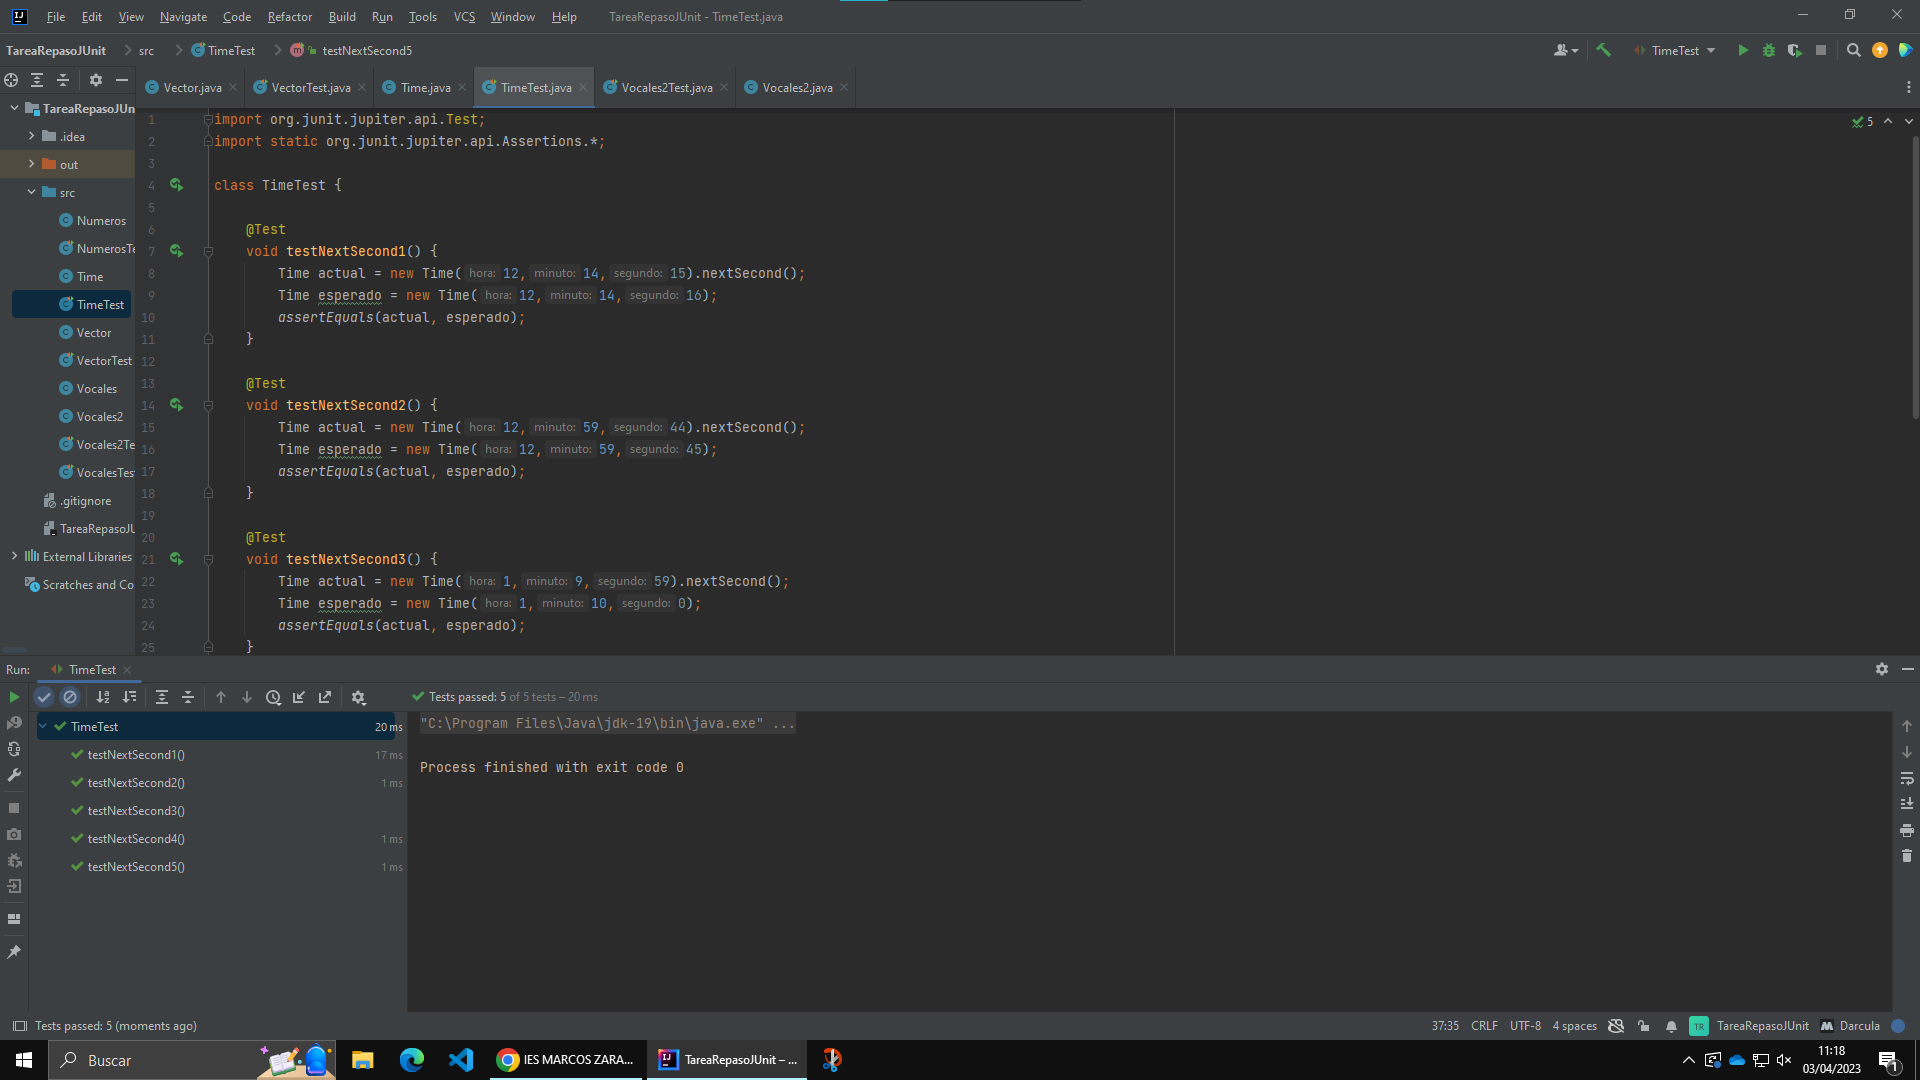 File Edit View Navigate Code Refactor Build Run Tools VCS Window Help TareaRepasoJUnit - TimeTest.java
TareaRepasoJUnit src TimeTest testNextSecond5 TimeTest
Vector.java VectorTest.java Time.java TimeTest.java Vocales2Test.java Vocales2.java
TareaRepasoJUn
.idea
out
src
Numeros
NumerosTe
Time
TimeTest
Vector
VectorTest
Vocales
Vocales2
Vocales2Te
VocalesTes
.gitignore
TareaRepasoJU
External Libraries
Scratches and Co
5
1 import org.junit.jupiter.api.Test;
2 import static org.junit.jupiter.api.Assertions.*;
3
4 class TimeTest {
5
6 @Test
7 void testNextSecond1() {
8 Time actual = new Time( hora: 12, minuto: 14, segundo: 15).nextSecond();
9 Time esperado = new Time( hora: 12, minuto: 14, segundo: 16);
10 assertEquals(actual, esperado);
11 }
12
13 @Test
14 void testNextSecond2() {
15 Time actual = new Time( hora: 12, minuto: 59, segundo: 44).nextSecond();
16 Time esperado = new Time( hora: 12, minuto: 59, segundo: 45);
17 assertEquals(actual, esperado);
18 }
19
20 @Test
21 void testNextSecond3() {
22 Time actual = new Time( hora: 1, minuto: 9, segundo: 59).nextSecond();
23 Time esperado = new Time( hora: 1, minuto: 10, segundo: 0);
24 assertEquals(actual, esperado);
25 }
Run: TimeTest
Tests passed: 5 of 5 tests – 20 ms
TimeTest 20 ms
testNextSecond1() 17 ms
testNextSecond2() 1 ms
testNextSecond3()
testNextSecond4() 1 ms
testNextSecond5() 1 ms
"C:\Program Files\Java\jdk-19\bin\java.exe" ...
Process finished with exit code 0
Tests passed: 5 (moments ago) 37:35 CRLF UTF-8 4 spaces TR TareaRepasoJUnit Darcula
Buscar IES MARCOS ZARA... TareaRepasoJUnit – ... 11:18
03/04/2023 1